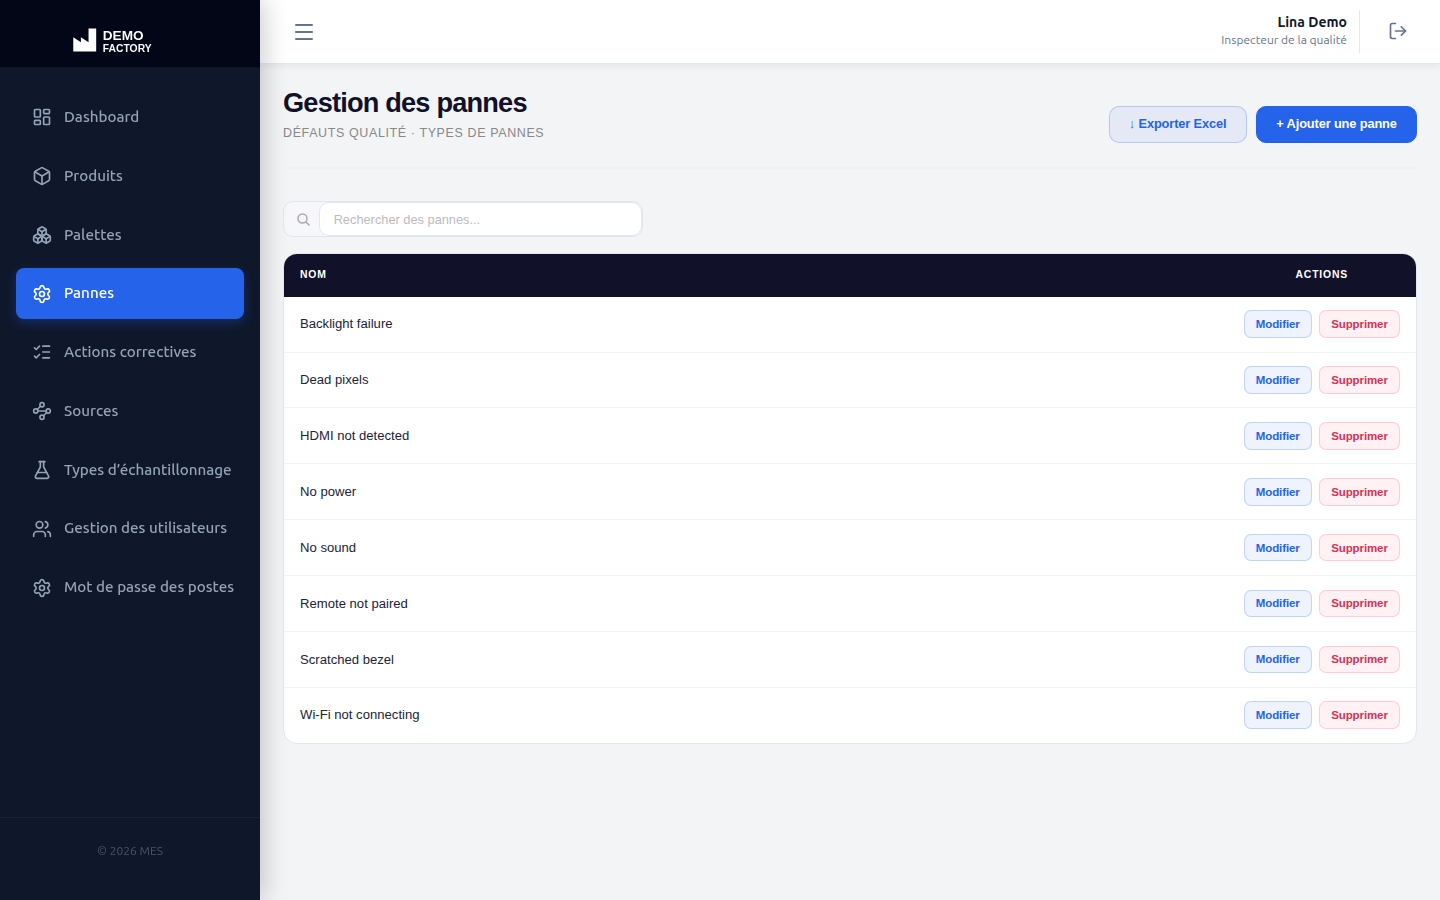 DEMO
FACTORY
Dashboard
Produits
Palettes
Pannes
Actions correctives
Sources
Types d’échantillonnage
Gestion des utilisateurs
Mot de passe des postes
© 2026 MES
Lina Demo
Inspecteur de la qualité
Gestion des pannes
DÉFAUTS QUALITÉ · TYPES DE PANNES
↓ Exporter Excel
+ Ajouter une panne
Rechercher des pannes...
NOM ACTIONS
Backlight failure Modifier Supprimer
Dead pixels Modifier Supprimer
HDMI not detected Modifier Supprimer
No power Modifier Supprimer
No sound Modifier Supprimer
Remote not paired Modifier Supprimer
Scratched bezel Modifier Supprimer
Wi-Fi not connecting Modifier Supprimer